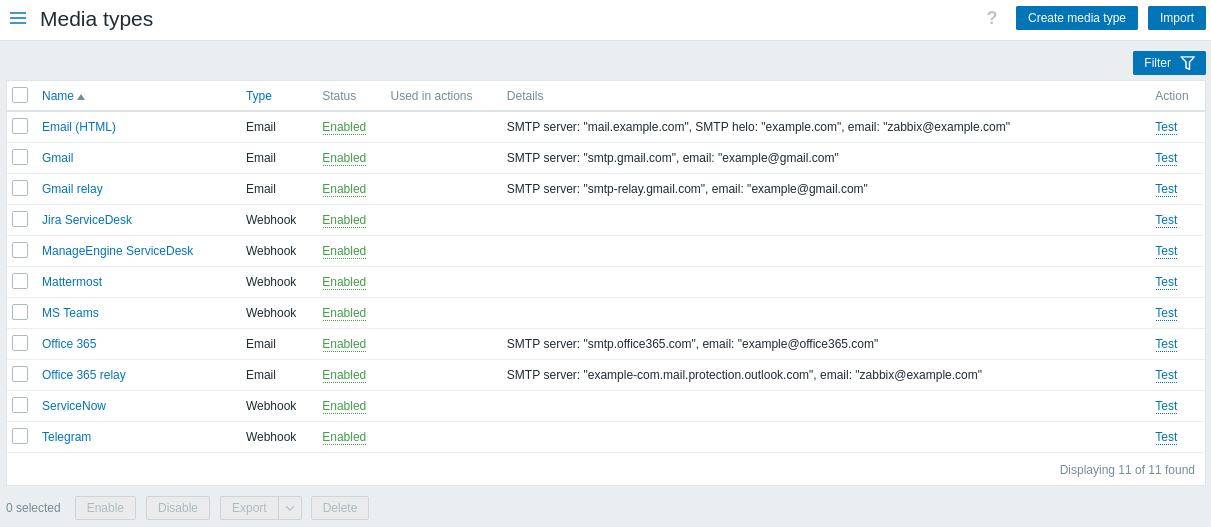 Media types ? Create media type Import
Filter
Name Type Status Used in actions Details Action
Email (HTML) Email Enabled SMTP server: "mail.example.com", SMTP helo: "example.com", email: "zabbix@example.com" Test
Gmail Email Enabled SMTP server: "smtp.gmail.com", email: "example@gmail.com" Test
Gmail relay Email Enabled SMTP server: "smtp-relay.gmail.com", email: "example@gmail.com" Test
Jira ServiceDesk Webhook Enabled Test
ManageEngine ServiceDesk Webhook Enabled Test
Mattermost Webhook Enabled Test
MS Teams Webhook Enabled Test
Office 365 Email Enabled SMTP server: "smtp.office365.com", email: "example@office365.com" Test
Office 365 relay Email Enabled SMTP server: "example-com.mail.protection.outlook.com", email: "zabbix@example.com" Test
ServiceNow Webhook Enabled Test
Telegram Webhook Enabled Test
Displaying 11 of 11 found
0 selected Enable Disable Export Delete